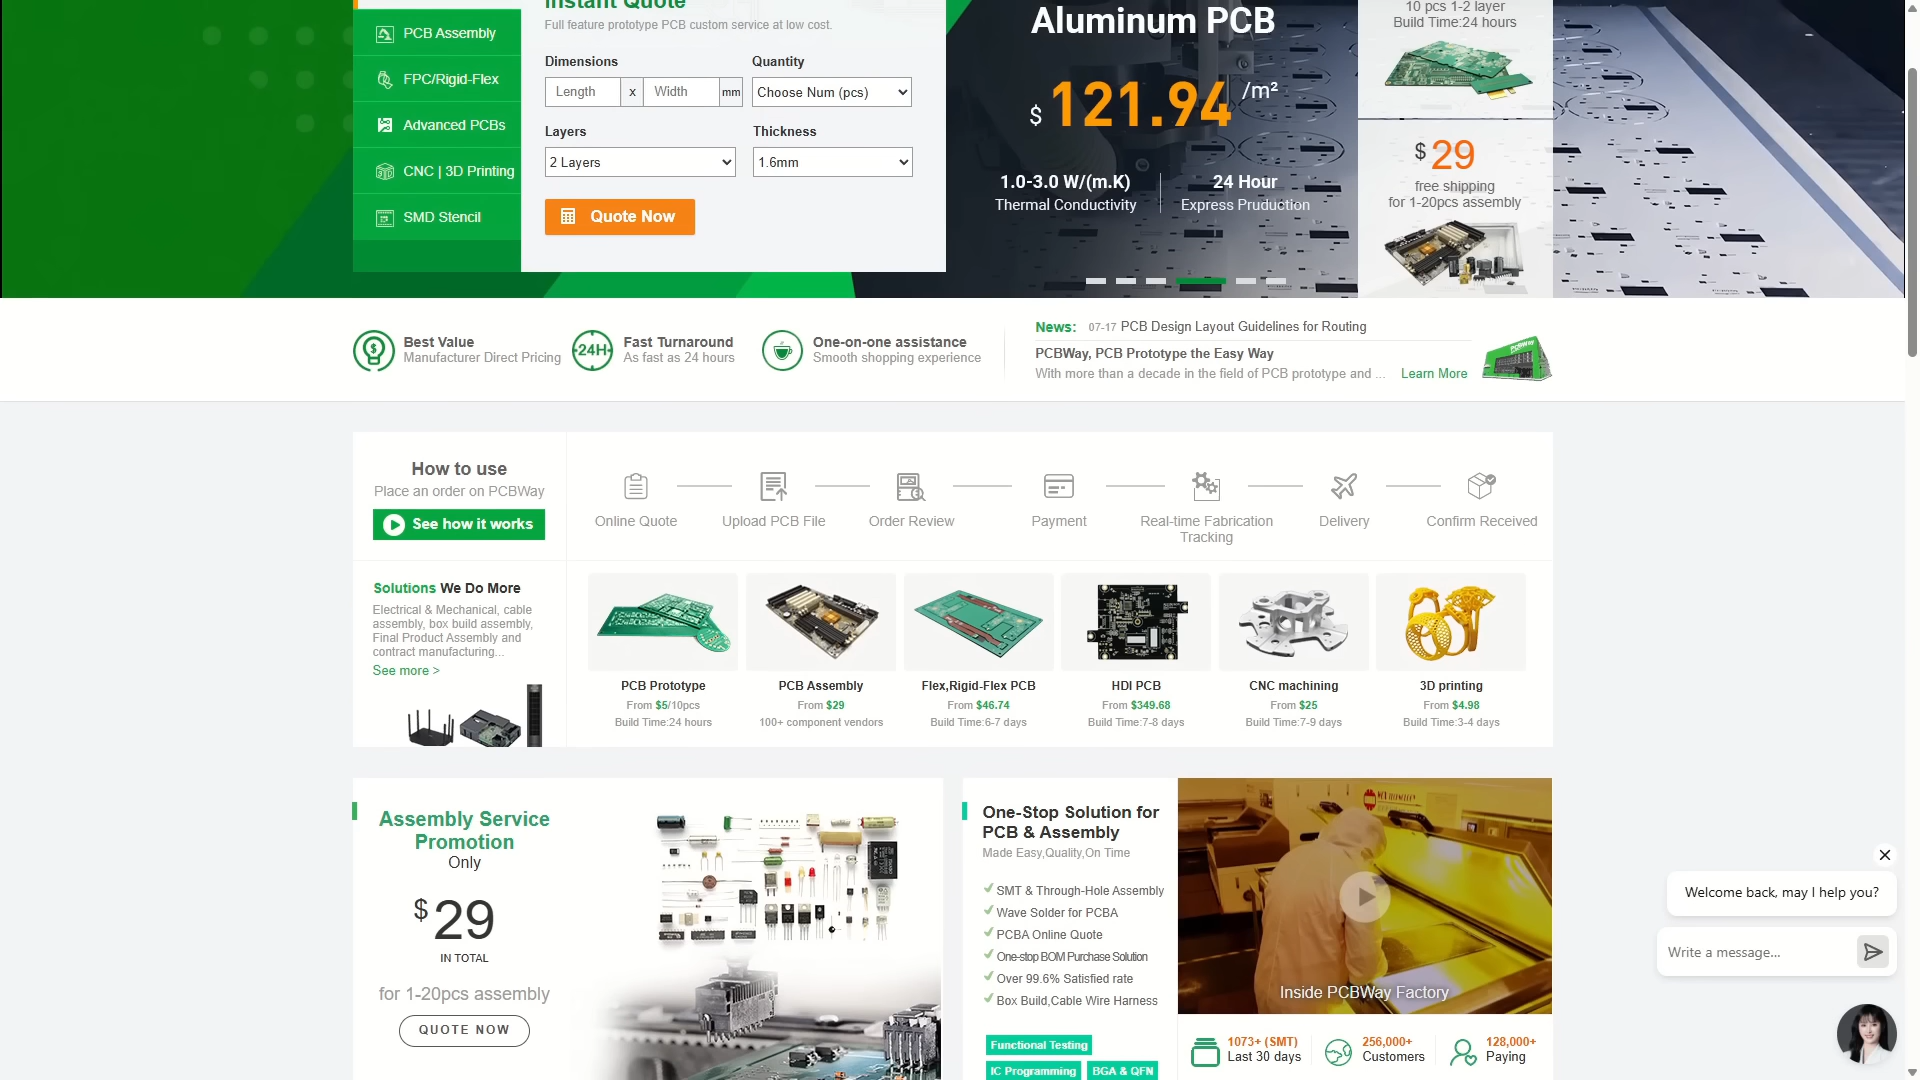 Instant Quote
Full feature prototype PCB custom service at low cost.
PCB Assembly
FPC/Rigid-Flex
Advanced PCBs
CNC | 3D Printing
SMD Stencil
Dimensions
Quantity
Length
x
Width
mm
Choose Num (pcs)
Layers
Thickness
2 Layers
1.6mm
Quote Now
Aluminum PCB
$ 121.94 /m²
1.0-3.0 W/(m.K)
Thermal Conductivity
24 Hour
Express Pruduction
10 pcs 1-2 layer
Build Time:24 hours
$ 29
free shipping
for 1-20pcs assembly
Best Value
Manufacturer Direct Pricing
24H
Fast Turnaround
As fast as 24 hours
One-on-one assistance
Smooth shopping experience
News: 07-17 PCB Design Layout Guidelines for Routing
PCBWay, PCB Prototype the Easy Way
With more than a decade in the field of PCB prototype and ... Learn More
PCBWay
How to use
Place an order on PCBWay
See how it works
Online Quote
Upload PCB File
Order Review
Payment
Real-time Fabrication
Tracking
Delivery
Confirm Received
Solutions We Do More
Electrical & Mechanical, cable
assembly, box build assembly,
Final Product Assembly and
contract manufacturing...
See more >
PCB Prototype
From $5/10pcs
Build Time:24 hours
PCB Assembly
From $29
100+ component vendors
Flex,Rigid-Flex PCB
From $46.74
Build Time:6-7 days
HDI PCB
From $349.68
Build Time:7-8 days
CNC machining
From $25
Build Time:7-9 days
3D printing
From $4.98
Build Time:3-4 days
Assembly Service
Promotion
Only
$ 29
IN TOTAL
for 1-20pcs assembly
QUOTE NOW
One-Stop Solution for
PCB & Assembly
Made Easy,Quality,On Time
SMT & Through-Hole Assembly
Wave Solder for PCBA
PCBA Online Quote
One-stop BOM Purchase Solution
Over 99.6% Satisfied rate
Box Build,Cable Wire Harness
Functional Testing
IC Programming
BGA & QFN
Inside PCBWay Factory
1073+ (SMT)
Last 30 days
256,000+
Customers
128,000+
Paying
Welcome back, may I help you?
Write a message...